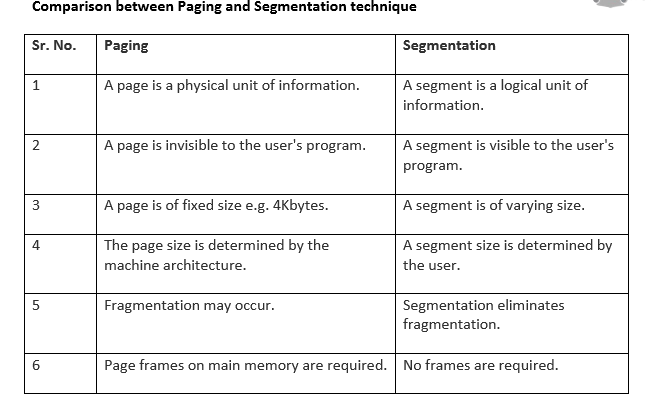 Comparison between Paging and Segmentation technique
Sr. No. Paging Segmentation
1 A page is a physical unit of information. A segment is a logical unit of
information.
2 A page is invisible to the user's program. A segment is visible to the user's
program.
3 A page is of fixed size e.g. 4Kbytes. A segment is of varying size.
4 The page size is determined by the A segment size is determined by
machine architecture. the user.
5 Fragmentation may occur. Segmentation eliminates
fragmentation.
6 Page frames on main memory are required. No frames are required.